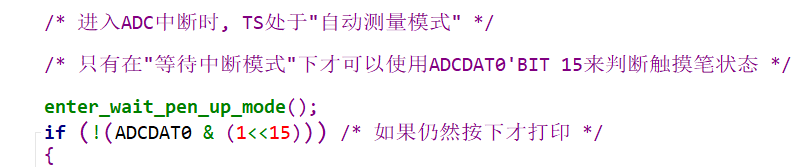 /* 进入ADC中断时, TS处于"自动测量模式" */
/* 只有在"等待中断模式"下才可以使用ADCDAT0'BIT 15来判断触摸笔状态 */
enter_wait_pen_up_mode();
if (!(ADCDAT0 & (1<<15))) /* 如果仍然按下才打印 */
{